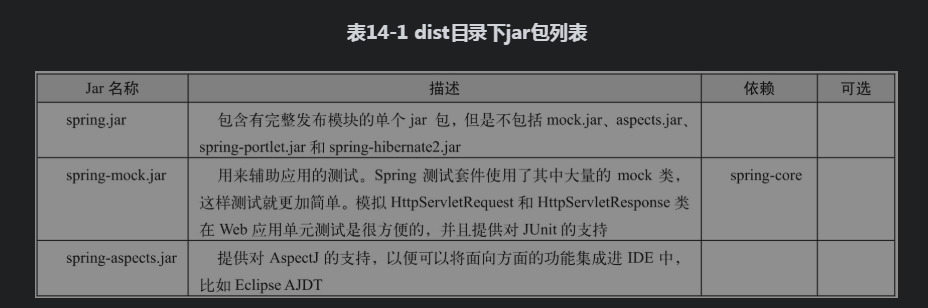 表14-1 dist目录下jar包列表
Jar 名称 描述 依赖 可选
spring.jar 包含有完整发布模块的单个 jar 包，但是不包括 mock.jar、aspects.jar、
spring-portlet.jar 和 spring-hibernate2.jar
spring-mock.jar 用来辅助应用的测试。Spring 测试套件使用了其中大量的 mock 类， spring-core
这样测试就更加简单。模拟 HttpServletRequest 和 HttpServletResponse 类
在 Web 应用单元测试是很方便的，并且提供对 JUnit 的支持
spring-aspects.jar 提供对 AspectJ 的支持，以便可以将面向方面的功能集成进 IDE 中，
比如 Eclipse AJDT